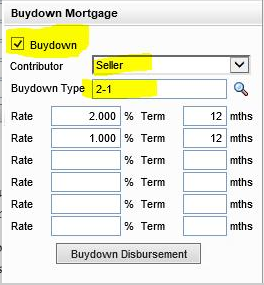 Buydown Mortgage
Buydown
Contributor Seller
Buydown Type 2-1
Rate 2.000 % Term 12 mths
Rate 1.000 % Term 12 mths
Rate % Term mths
Rate % Term mths
Rate % Term mths
Rate % Term mths
Buydown Disbursement